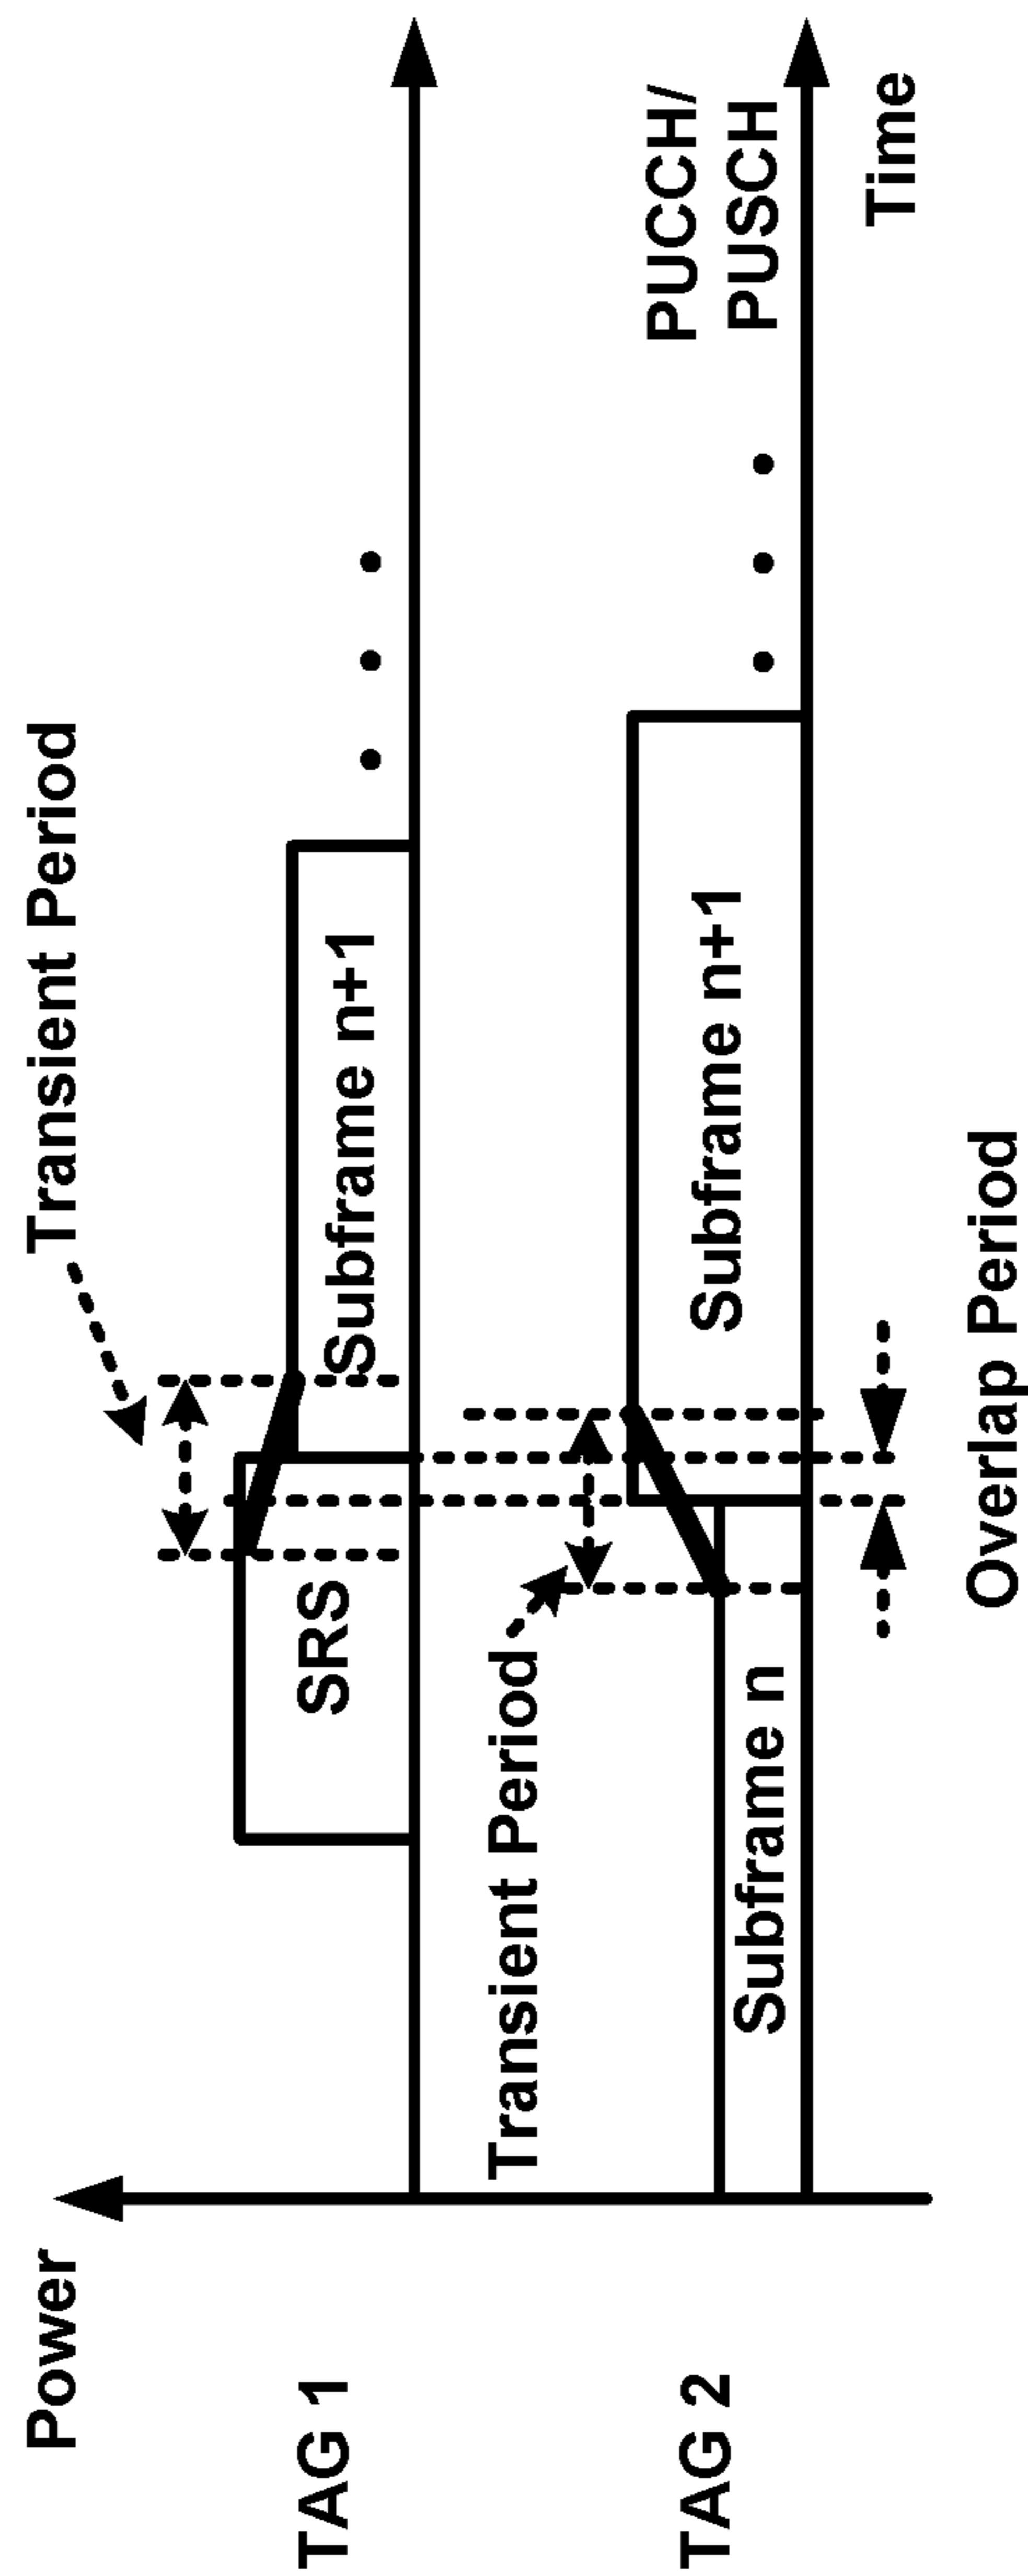 Power
Transient Period
TAG 1
SRS
Subframe n+1
Transient Period
PUCCH/
PUSCH
TAG 2
Subframe n
Subframe n+1
Time
Overlap Period